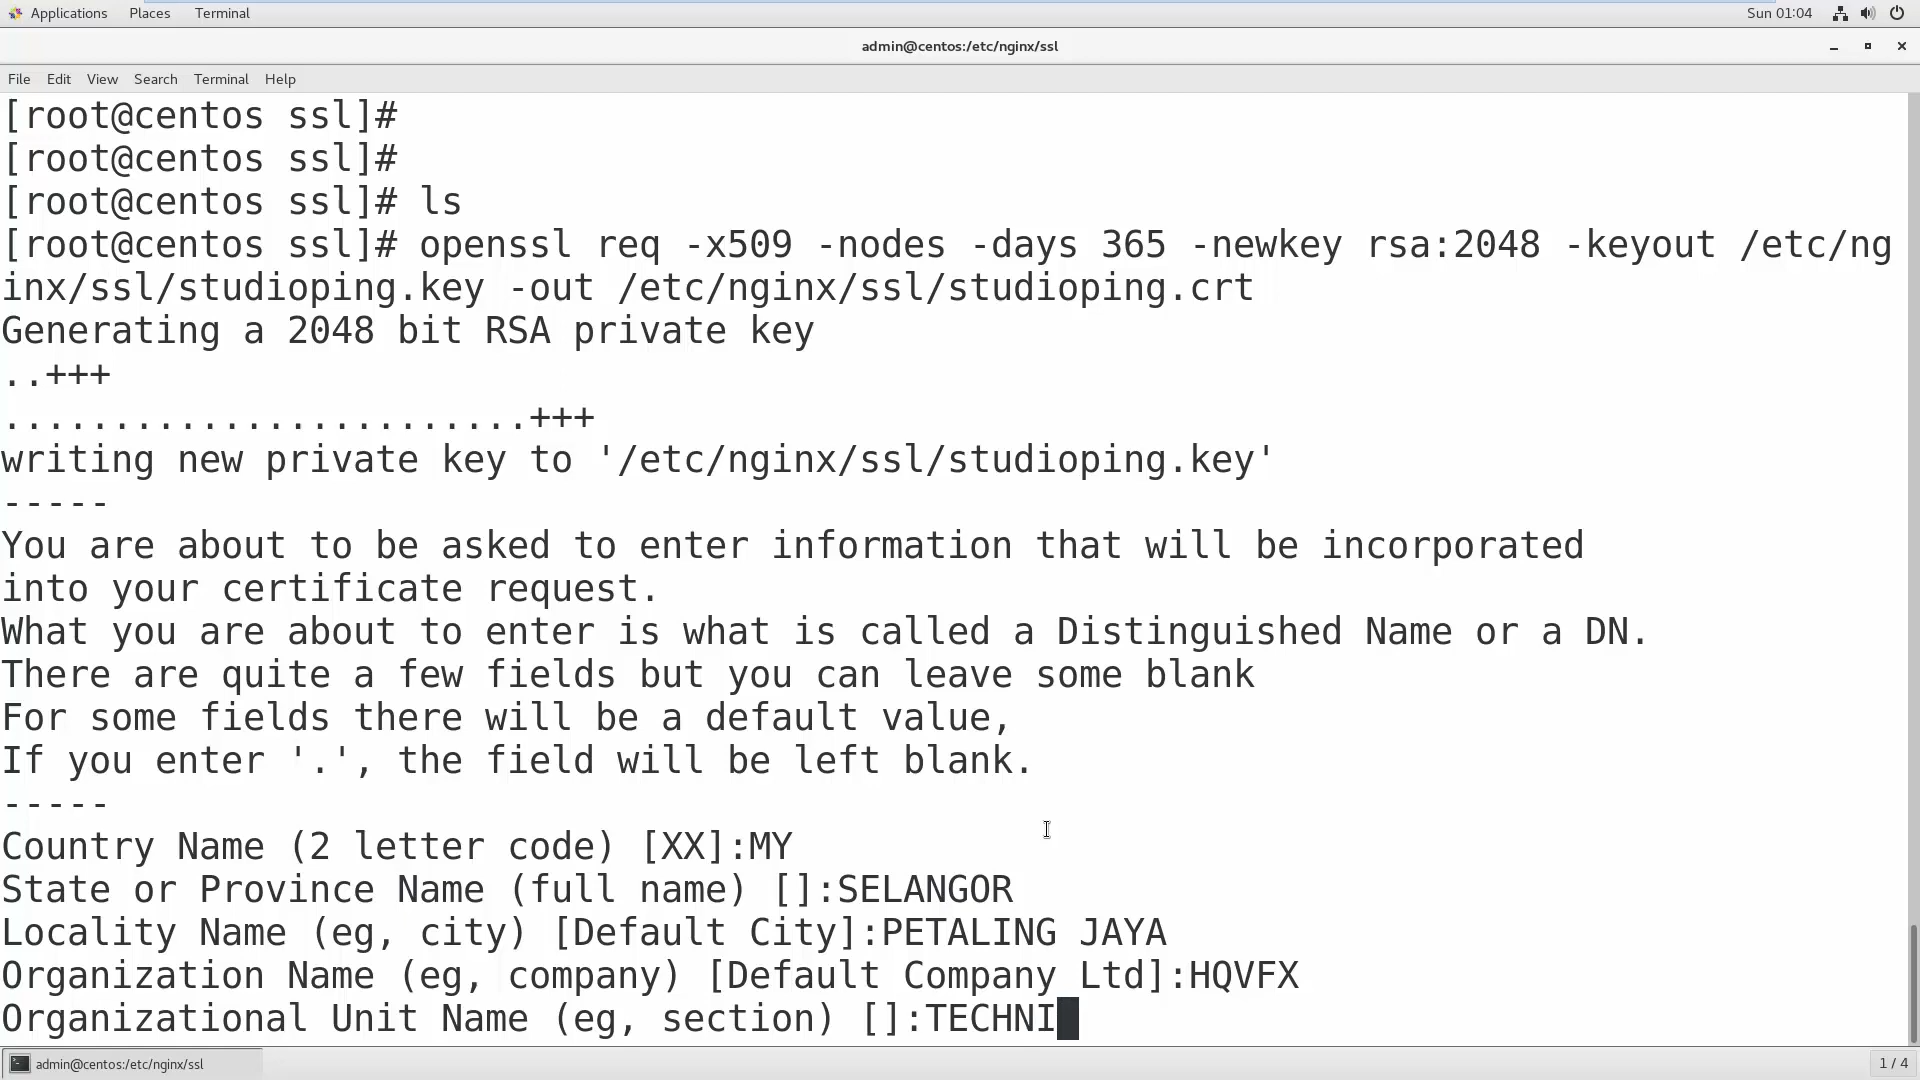 Applications Places Terminal Sun 01:04
admin@centos:/etc/nginx/ssl
File Edit View Search Terminal Help
[root@centos ssl]#
[root@centos ssl]#
[root@centos ssl]# ls
[root@centos ssl]# openssl req -x509 -nodes -days 365 -newkey rsa:2048 -keyout /etc/ng
inx/ssl/studioping.key -out /etc/nginx/ssl/studioping.crt
Generating a 2048 bit RSA private key
..+++
........................+++
writing new private key to '/etc/nginx/ssl/studioping.key'
-----
You are about to be asked to enter information that will be incorporated
into your certificate request.
What you are about to enter is what is called a Distinguished Name or a DN.
There are quite a few fields but you can leave some blank
For some fields there will be a default value,
If you enter '.', the field will be left blank.
-----
Country Name (2 letter code) [XX]:MY
State or Province Name (full name) []:SELANGOR
Locality Name (eg, city) [Default City]:PETALING JAYA
Organization Name (eg, company) [Default Company Ltd]:HQVFX
Organizational Unit Name (eg, section) []:TECHNI
admin@centos:/etc/nginx/ssl 1 / 4